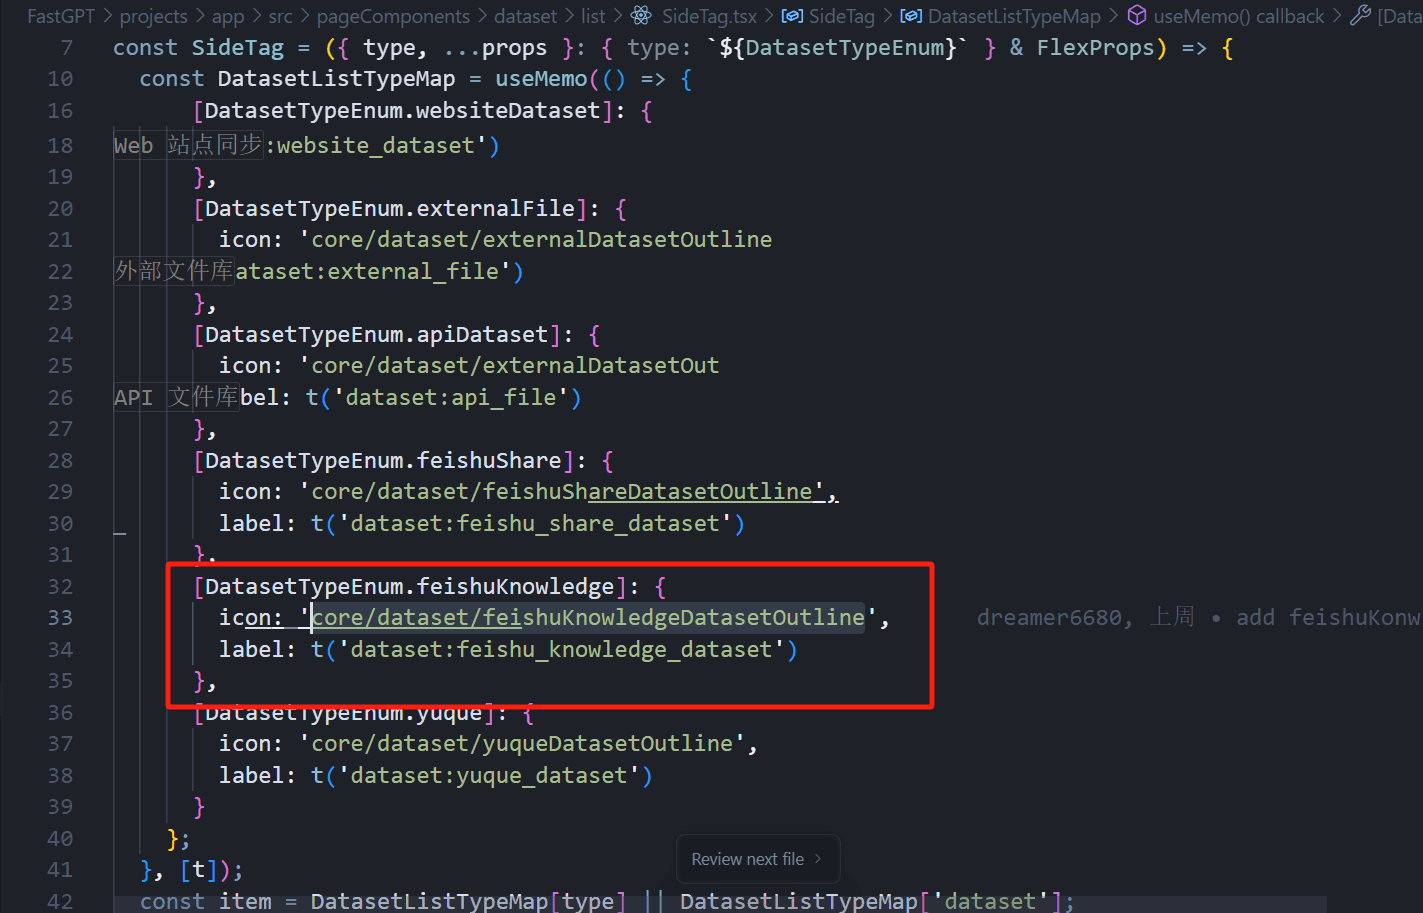 FastGPT > projects > app > src > pageComponents > dataset > list > SideTag.tsx > SideTag > DatasetListTypeMap > useMemo() callback > [Data
7 const SideTag = ({ type, ...props }: { type: `${DatasetTypeEnum}` } & FlexProps) => {
10 const DatasetListTypeMap = useMemo(() => {
16 [DatasetTypeEnum.websiteDataset]: {
18 Web 站点同步:website_dataset')
19 },
20 [DatasetTypeEnum.externalFile]: {
21 icon: 'core/dataset/externalDatasetOutline
22 外部文件库ataset:external_file')
23 },
24 [DatasetTypeEnum.apiDataset]: {
25 icon: 'core/dataset/externalDatasetOut
26 API 文件库bel: t('dataset:api_file')
27 },
28 [DatasetTypeEnum.feishuShare]: {
29 icon: 'core/dataset/feishuShareDatasetOutline',
30 label: t('dataset:feishu_share_dataset')
31 },
32 [DatasetTypeEnum.feishuKnowledge]: {
33 icon: 'core/dataset/feishuKnowledgeDatasetOutline', dreamer6680, 上周 • add feishuKonw
34 label: t('dataset:feishu_knowledge_dataset')
35 },
36 [DatasetTypeEnum.yuque]: {
37 icon: 'core/dataset/yuqueDatasetOutline',
38 label: t('dataset:yuque_dataset')
39 }
40 };
41 }, [t]);
Review next file >
42 const item = DatasetListTypeMap[type] || DatasetListTypeMap['dataset'];